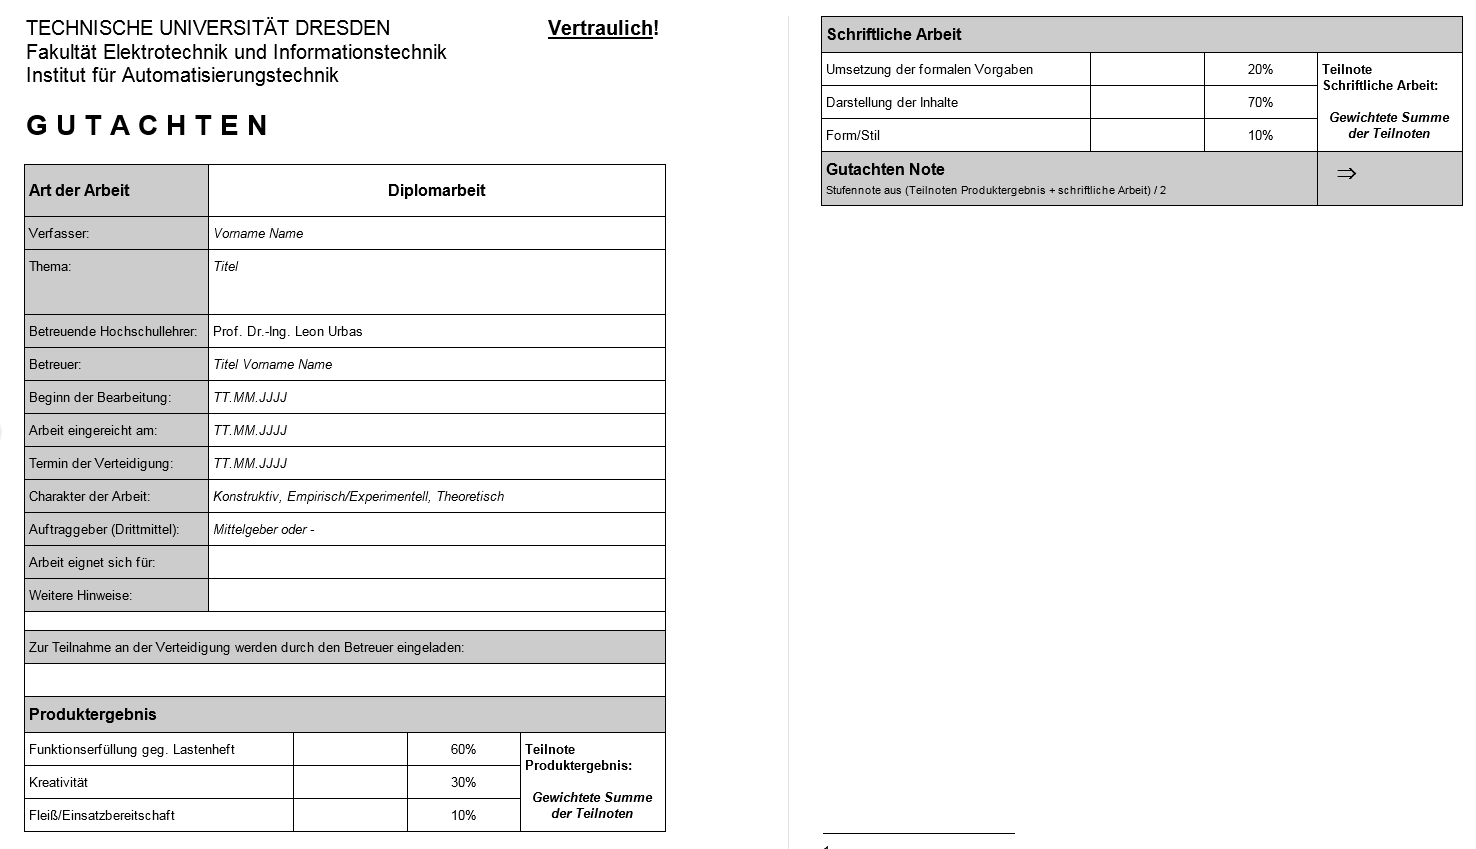 TECHNISCHE UNIVERSITÄT DRESDEN
Vertraulich!
Fakultät Elektrotechnik und Informationstechnik
Institut für Automatisierungstechnik
GUTACHTEN
Art der Arbeit
Diplomarbeit
Verfasser:
Vorname Name
Thema:
Titel
Betreuende Hochschullehrer:
Prof. Dr.-Ing. Leon Urbas
Betreuer:
Titel Vorname Name
Beginn der Bearbeitung:
TT.MM.JJJJ
Arbeit eingereicht am:
TT.MM.JJJJ
Termin der Verteidigung:
TT.MM.JJJJ
Charakter der Arbeit:
Konstruktiv, Empirisch/Experimentell, Theoretisch
Auftraggeber (Drittmittel):
Mittelgeber oder -
Arbeit eignet sich für:
Weitere Hinweise:
Zur Teilnahme an der Verteidigung werden durch den Betreuer eingeladen:
Produktergebnis
Funktionserfüllung geg. Lastenheft
60%
Kreativität
30%
Fleiß/Einsatzbereitschaft
10%
Teilnote
Produktergebnis:
Gewichtete Summe
der Teilnoten
Schriftliche Arbeit
Umsetzung der formalen Vorgaben
20%
Darstellung der Inhalte
70%
Form/Stil
10%
Teilnote
Schriftliche Arbeit:
Gewichtete Summe
der Teilnoten
Gutachten Note
Stufennote aus (Teilnoten Produktergebnis + schriftliche Arbeit) / 2
⇒